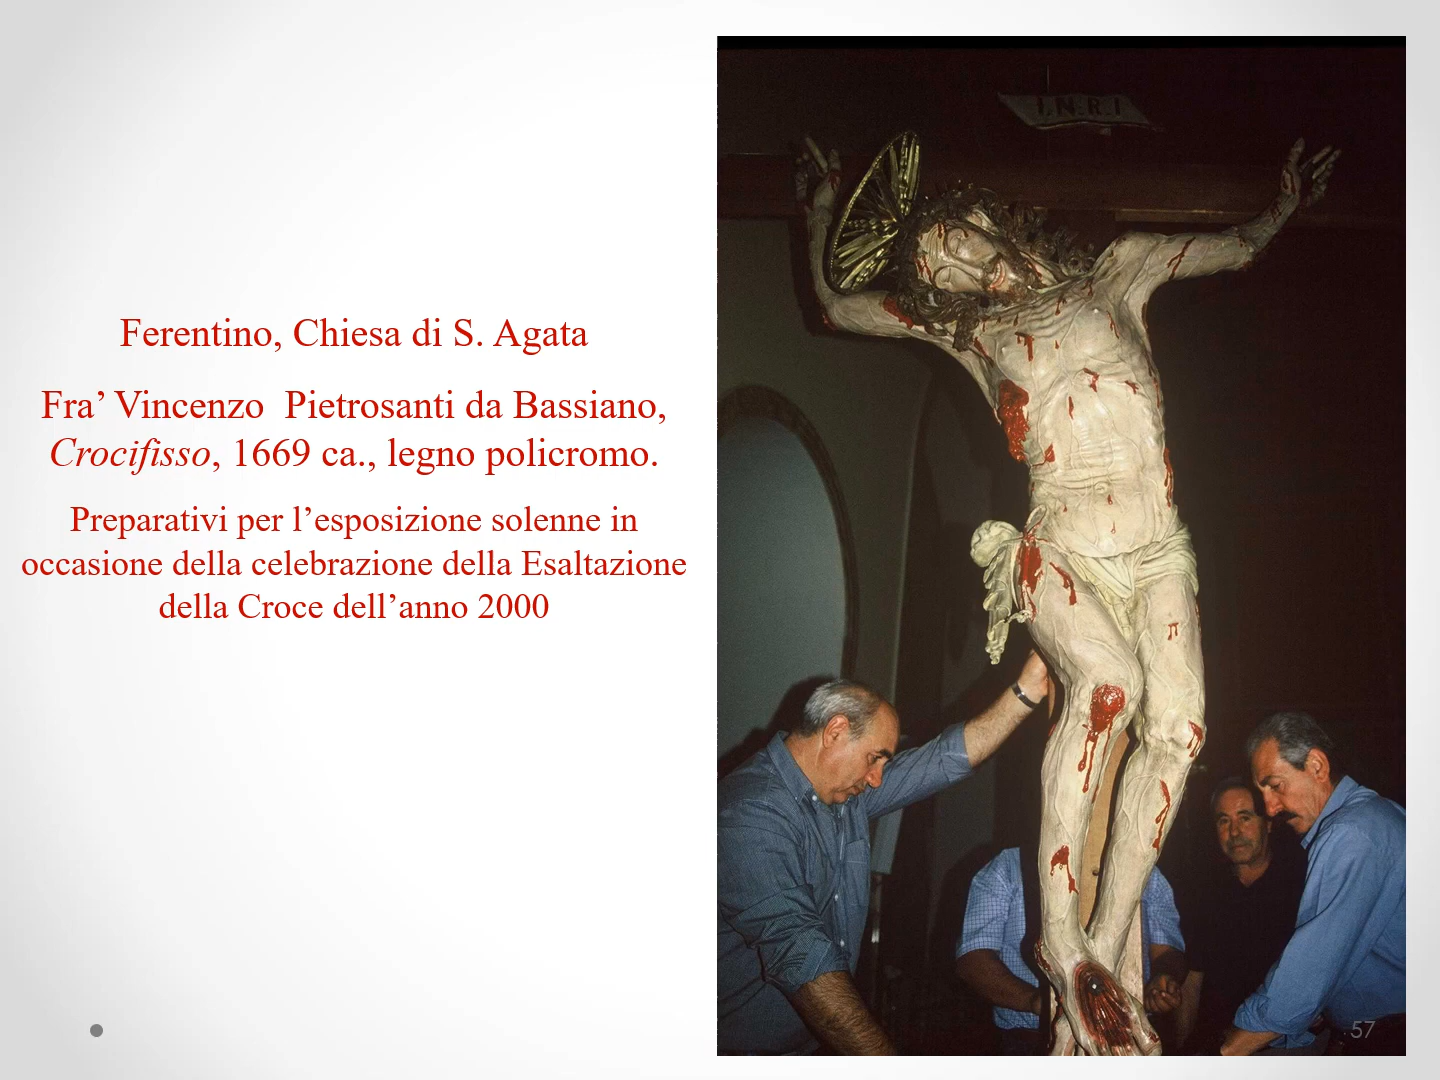 Ferentino, Chiesa di S. Agata
Fra’ Vincenzo  Pietrosanti da Bassiano,
Crocifisso, 1669 ca., legno policromo.
Preparativi per l’esposizione solenne in
occasione della celebrazione della Esaltazione
della Croce dell’anno 2000
I.N.R.I
57